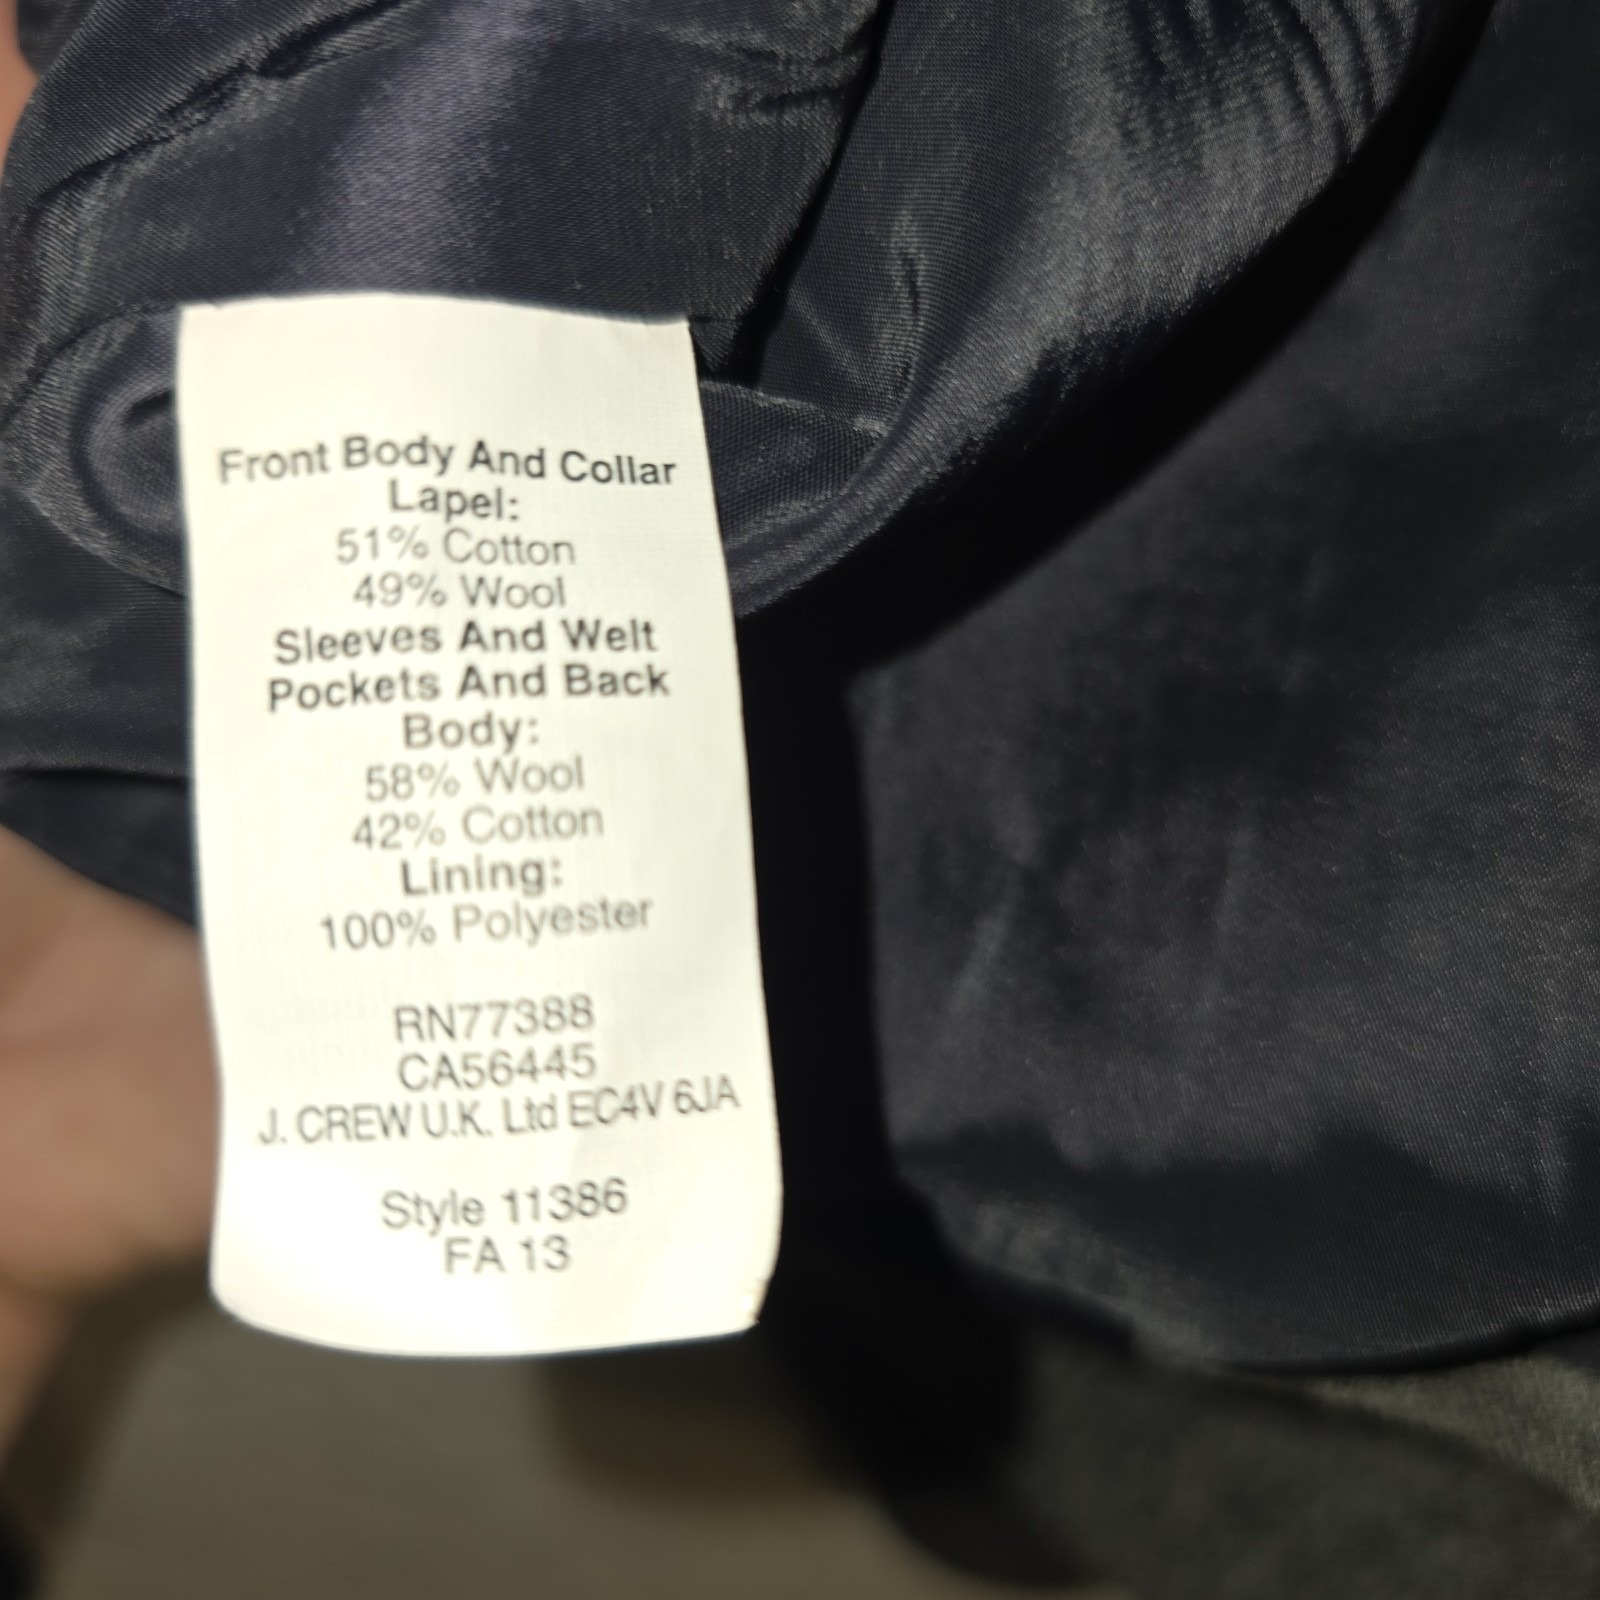 Front Body And Collar
Lapel:
51% Cotton
49% Wool
Sleeves And Welt
Pockets And Back
Body:
58% Wool
42% Cotton
Lining:
100% Polyester
RN77388
CA56445
J. CREW U.K. Ltd EC4V 6JA
Style 11386
FA 13